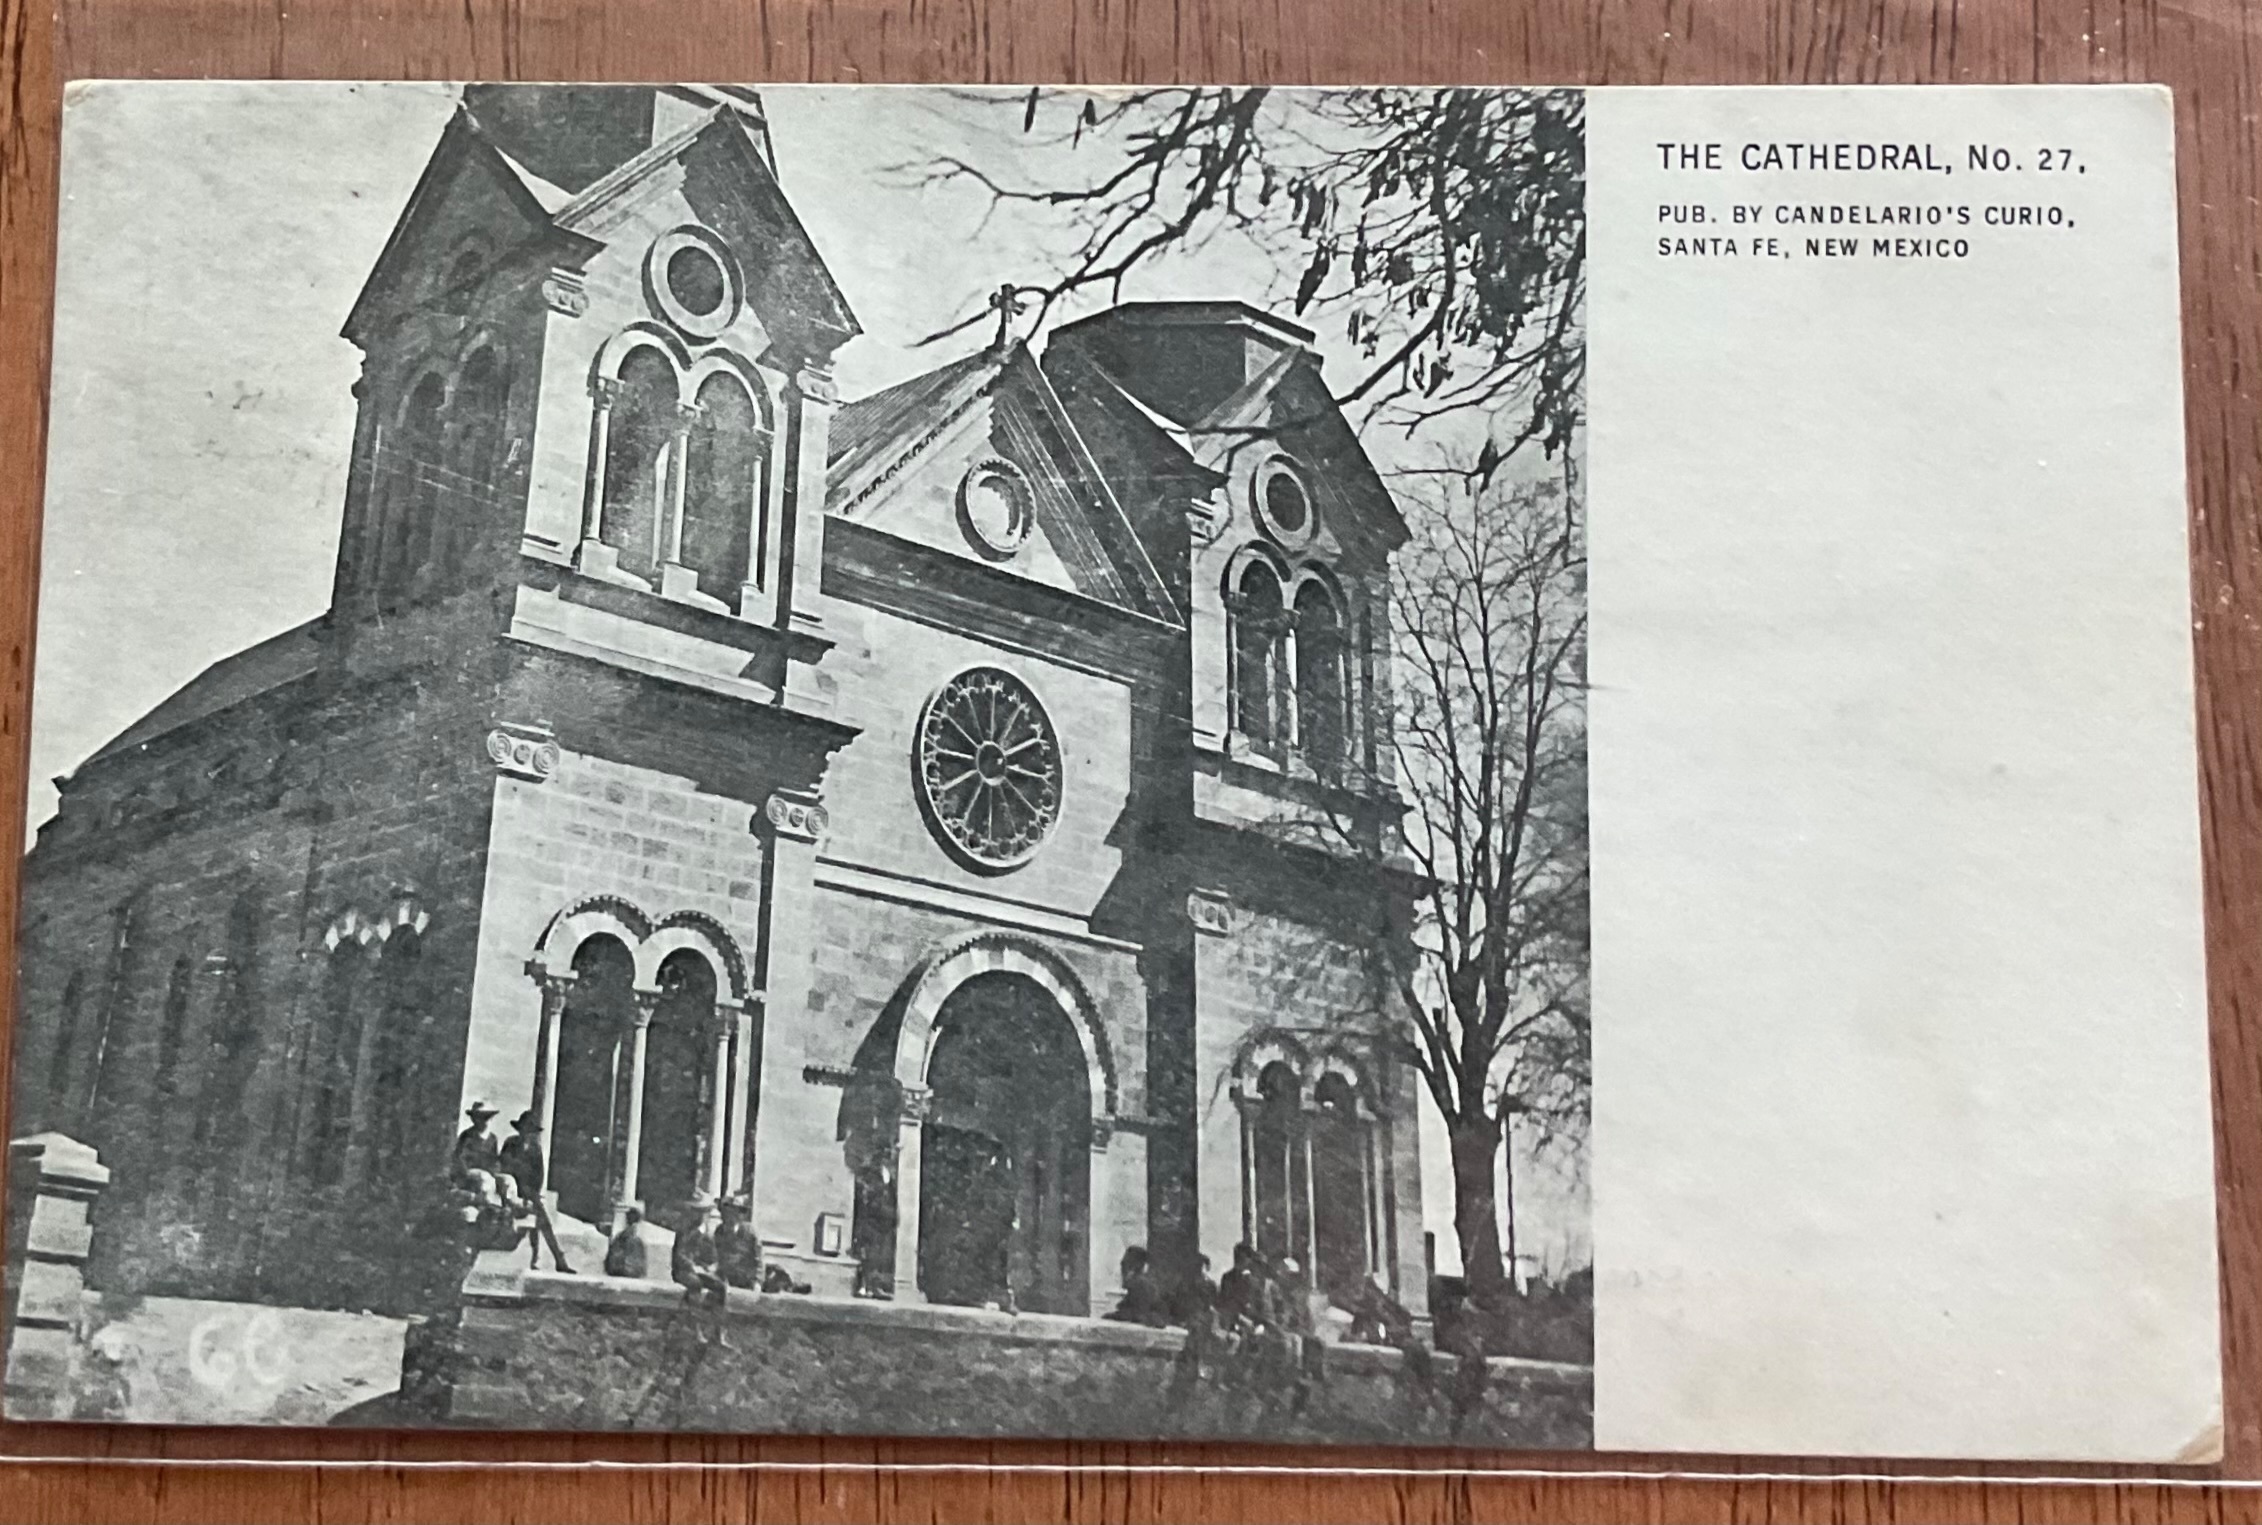 THE CATHEDRAL, No. 27,
PUB. BY CANDELARIO'S CURIO,
SANTA FE, NEW MEXICO